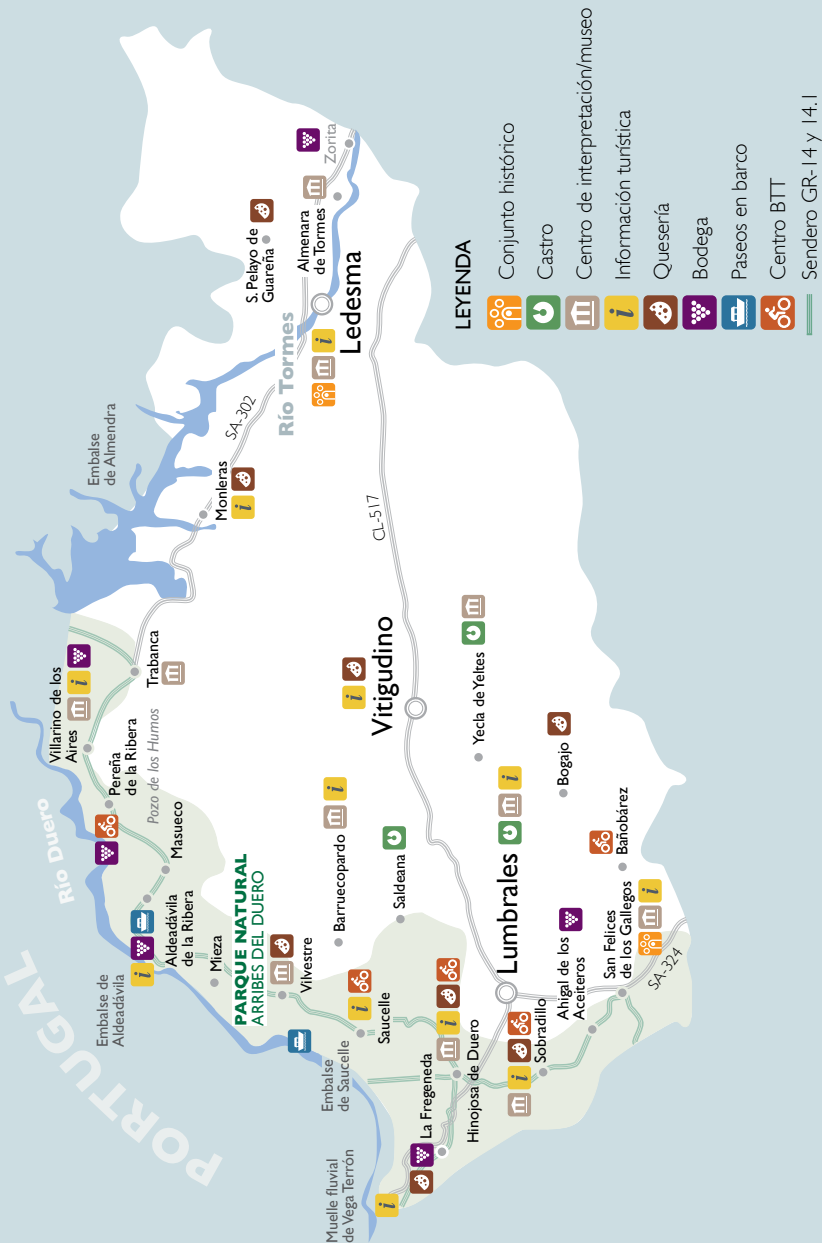 PORTUGAL
Río Duero
Embalse de
Aldeadávila
Aldeadávila
de la Ribera
Mieza
Masueco
Pereña
de la Ribera
Pozo de los Humos
Villarino de los
Aires
Trabanca
Embalse
de Almendra
Monleras
SA-302
Río Tormes
Ledesma
S. Pelayo de
Guareña
Almenara
de Tormes
Zorita
PARQUE NATURAL
ARRIBES DEL DUERO
Vilvestre
Barruecopardo
Saldeana
Saucelle
Embalse
de Saucelle
Muelle fluvial
de Vega Terrón
La Fregeneda
Hinojosa de Duero
Lumbrales
Sobradillo
Ahigal de los
Aceiteros
San Felices
de los Gallegos
SA-324
Bañobárez
Bogajo
Yecla de Yeltes
Vitigudino
CL-517
LEYENDA
Conjunto histórico
Castro
Centro de interpretación/museo
i Información turística
Quesería
Bodega
Paseos en barco
Centro BTT
Sendero GR-14 y 14.1